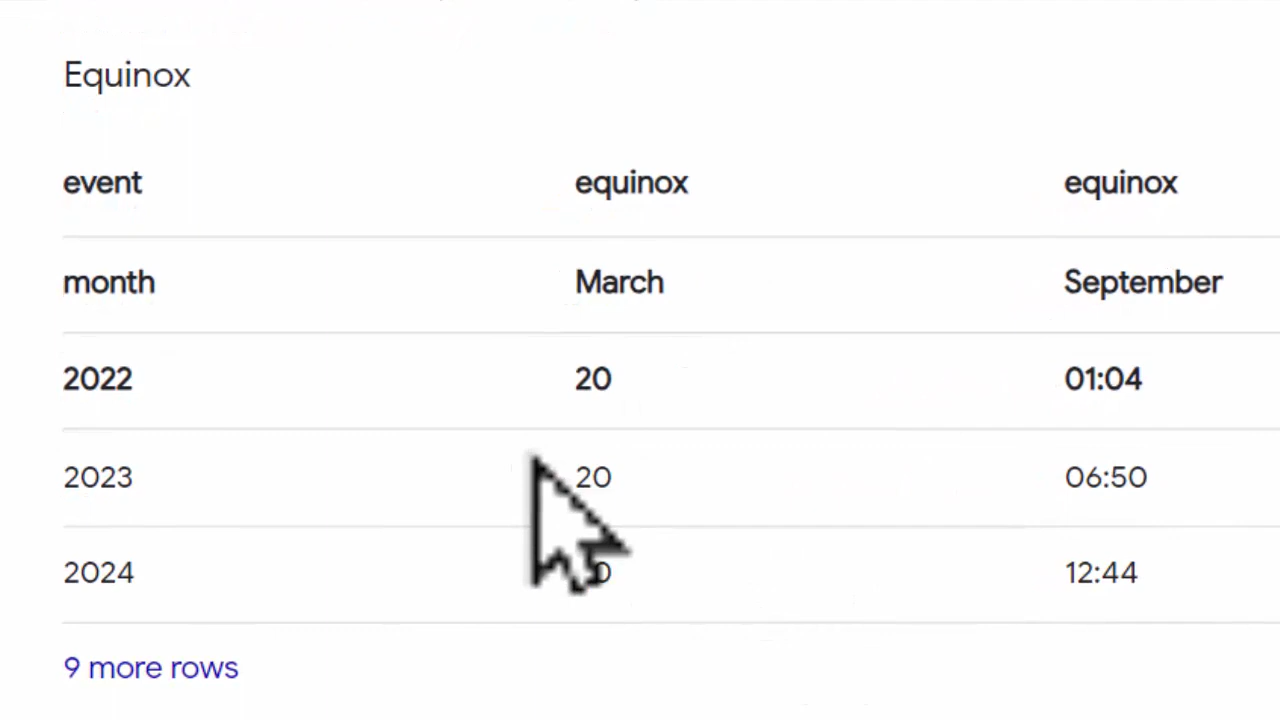 Equinox
event equinox equinox
month March September
2022 20 01:04
2023 20 06:50
2024 12:44
9 more rows